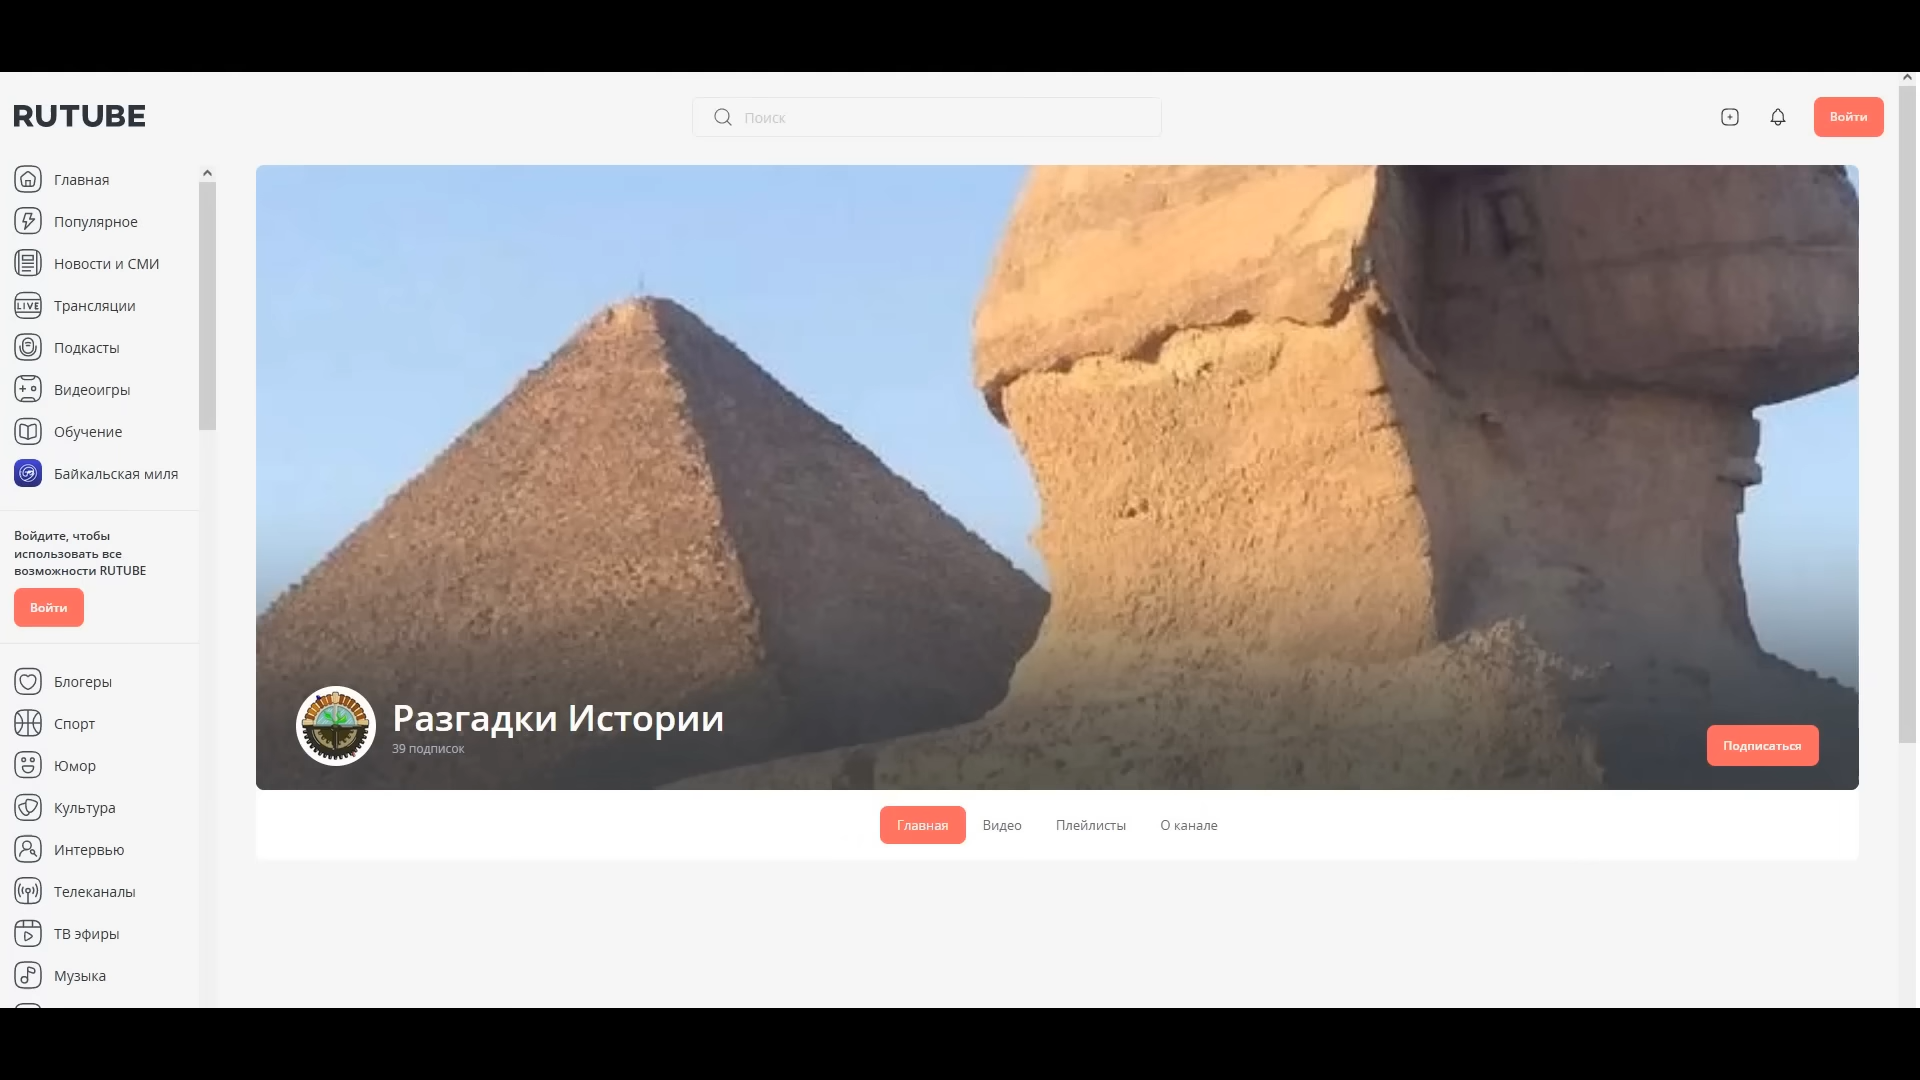 RUTUBE
Поиск
Войти
Главная
Популярное
Новости и СМИ
LIVE
Трансляции
Подкасты
Видеоигры
Обучение
Байкальская миля
Войдите, чтобы
использовать все
возможности RUTUBE
Войти
Блогеры
Спорт
Юмор
Культура
Интервью
Телеканалы
ТВ эфиры
Музыка
Разгадки Истории
39 подписок
Подписаться
Главная
Видео
Плейлисты
О канале